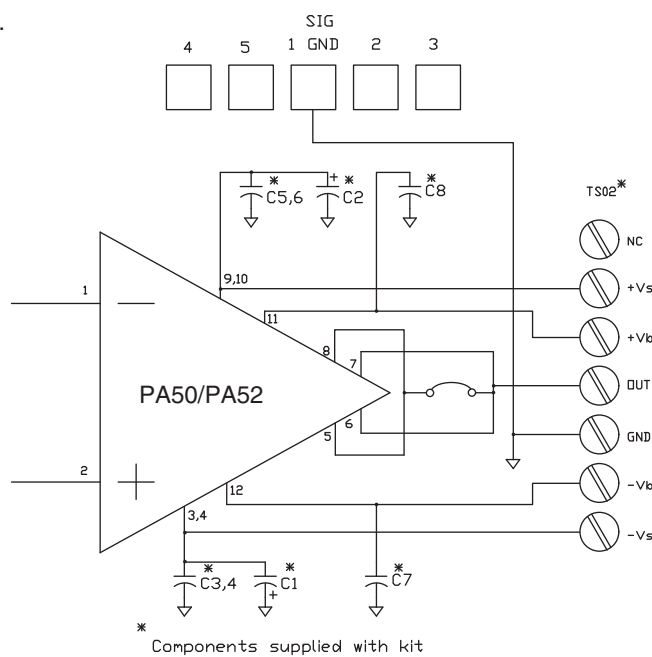 SIG
4 5 1 GND 2 3
* C5,6 + * C2 * C8
TS02*
NC
9,10
+Vs
1
11
+Vb
8
7
PA50/PA52
OUT
6
5
GND
2
12
-Vb
3,4
-Vs
* C3,4 * C1 + * C7
*
Components supplied with kit